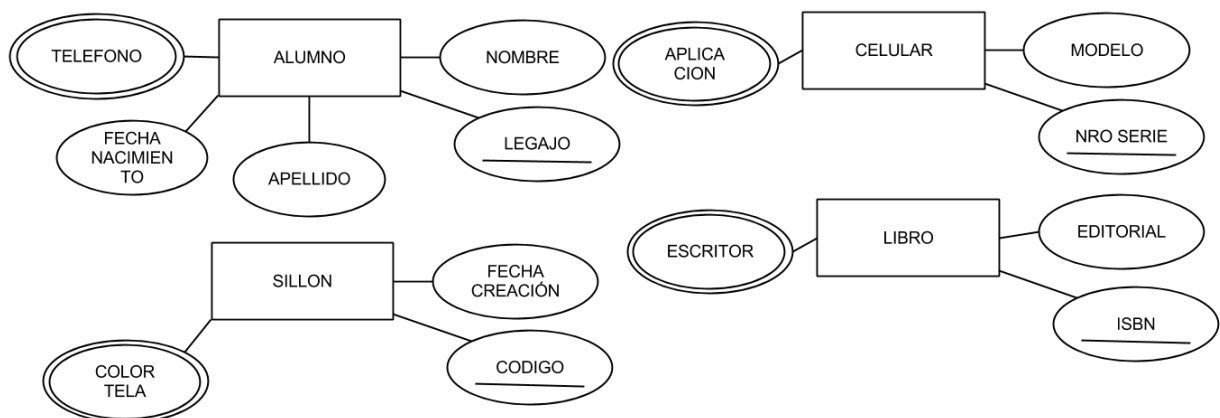 TELEFONO
ALUMNO
NOMBRE
FECHA
NACIMIEN
TO
APELLIDO
LEGAJO
APLICA
CION
CELULAR
MODELO
NRO SERIE
SILLON
FECHA
CREACIÓN
COLOR
TELA
CODIGO
ESCRITOR
LIBRO
EDITORIAL
ISBN